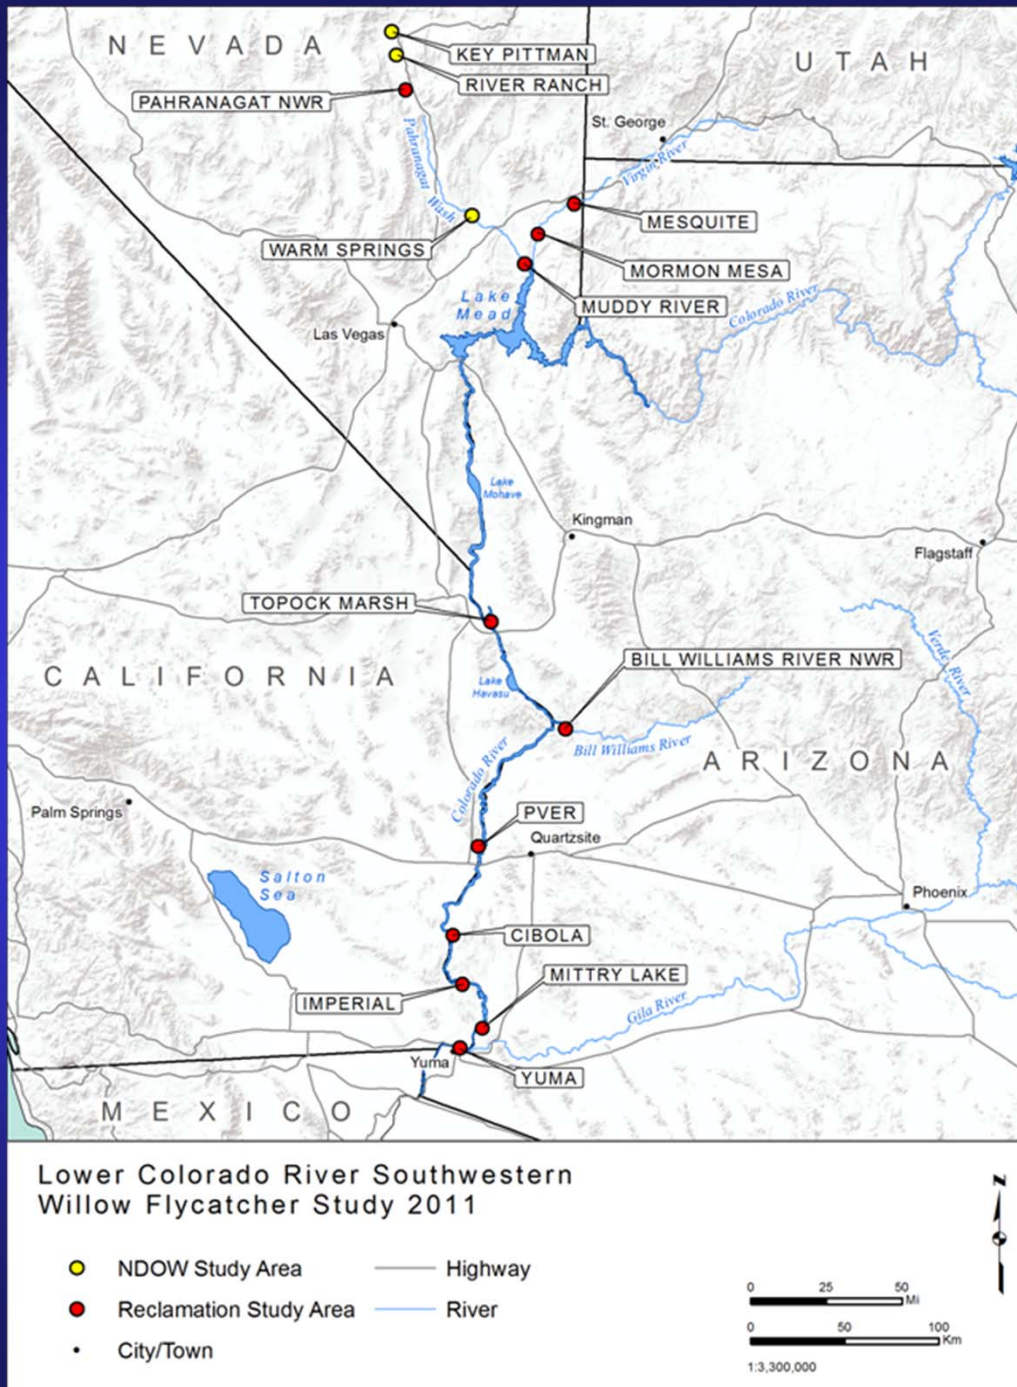 NEVADA
UTAH
KEY PITTMAN
RIVER RANCH
PAHRANAGAT NWR
St. George
Virgin River
Pahranagat Wash
MESQUITE
WARM SPRINGS
MORMON MESA
MUDDY RIVER
Lake
Mead
Colorado River
Las Vegas
Lake
Mohave
Kingman
Flagstaff
TOPOCK MARSH
BILL WILLIAMS RIVER NWR
CALIFORNIA
Lake
Havasu
Verde River
Bill Williams River
ARIZONA
Colorado River
Palm Springs
PVER
Quartzsite
Salton
Sea
Phoenix
CIBOLA
MITTRY LAKE
IMPERIAL
Gila River
Yuma
YUMA
MEXICO
Lower Colorado River Southwestern
Willow Flycatcher Study 2011
N
NDOW Study Area
Highway
Reclamation Study Area
River
City/Town
0 25 50
Mi
0 50 100
Km
1:3,300,000